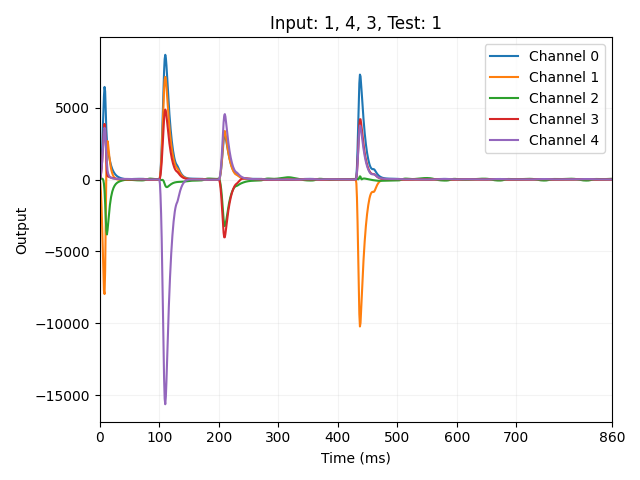 Input: 1, 4, 3, Test: 1
Channel 0
Channel 1
Channel 2
Channel 3
Channel 4
Output
5000
0
−5000
−10000
−15000
0 100 200 300 400 500 600 700 860
Time (ms)